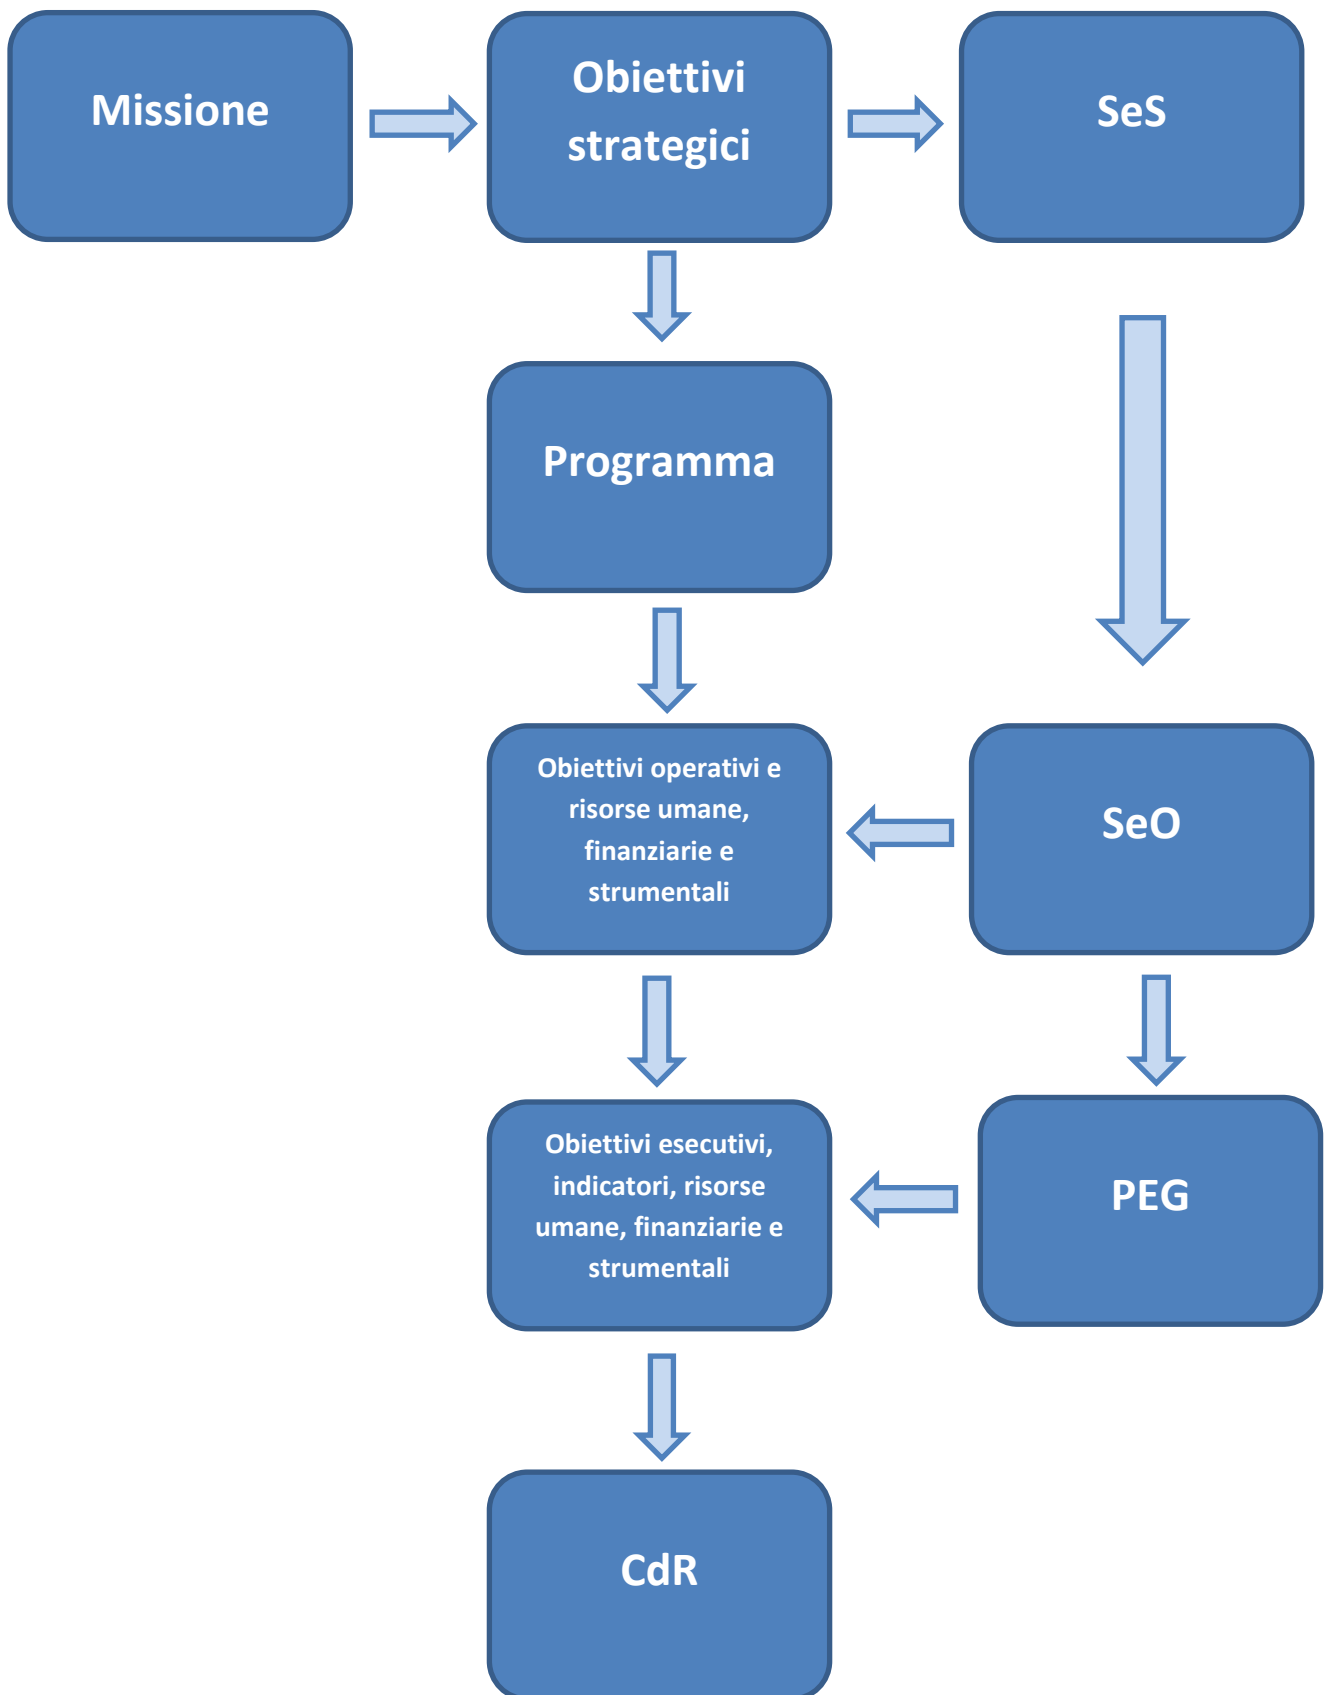 Missione
Obiettivi
strategici
SeS
Programma
Obiettivi operativi e
risorse umane,
finanziarie e
strumentali
SeO
Obiettivi esecutivi,
indicatori, risorse
umane, finanziarie e
strumentali
PEG
CdR